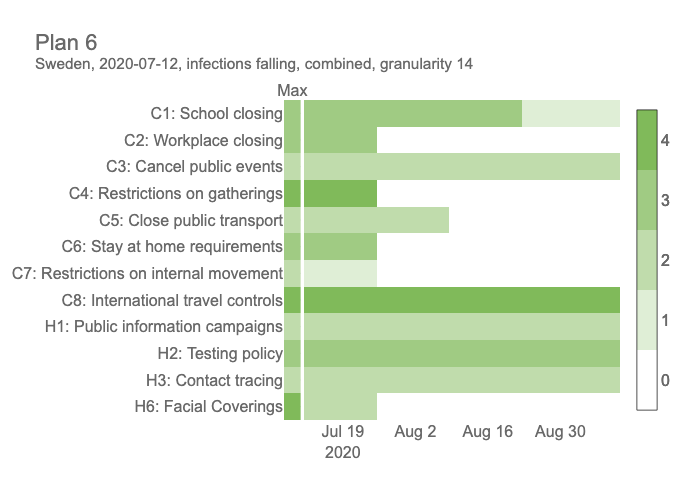 Plan 6
Sweden, 2020-07-12, infections falling, combined, granularity 14
Max
C1: School closing
C2: Workplace closing
C3: Cancel public events
C4: Restrictions on gatherings
C5: Close public transport
C6: Stay at home requirements
C7: Restrictions on internal movement
C8: International travel controls
H1: Public information campaigns
H2: Testing policy
H3: Contact tracing
H6: Facial Coverings
4
3
2
1
0
Jul 19 Aug 2 Aug 16 Aug 30
2020